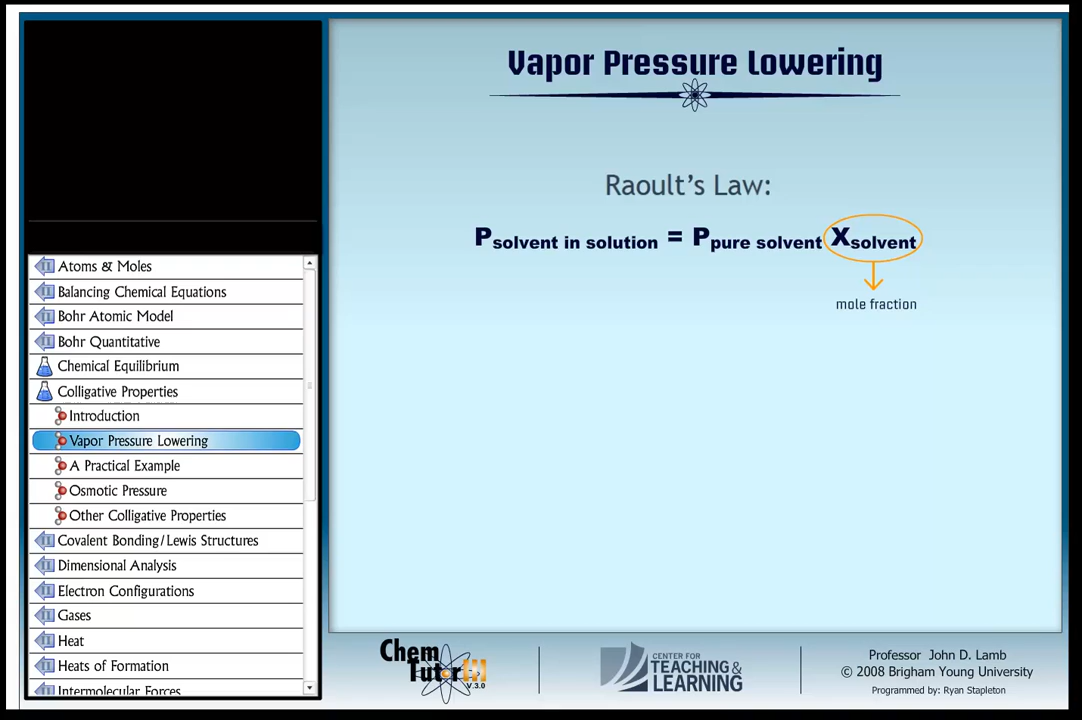 Vapor Pressure Lowering
Raoult's Law:
Psolvent in solution = Ppure solvent Xsolvent
mole fraction
Atoms & Moles
Balancing Chemical Equations
Bohr Atomic Model
Bohr Quantitative
Chemical Equilibrium
Colligative Properties
Introduction
Vapor Pressure Lowering
A Practical Example
Osmotic Pressure
Other Colligative Properties
Covalent Bonding/Lewis Structures
Dimensional Analysis
Electron Configurations
Gases
Heat
Heats of Formation
Intermolecular Forces
Chem
Tutor III
V.3.0
CENTER FOR
TEACHING &
LEARNING
Professor John D. Lamb
© 2008 Brigham Young University
Programmed by: Ryan Stapleton